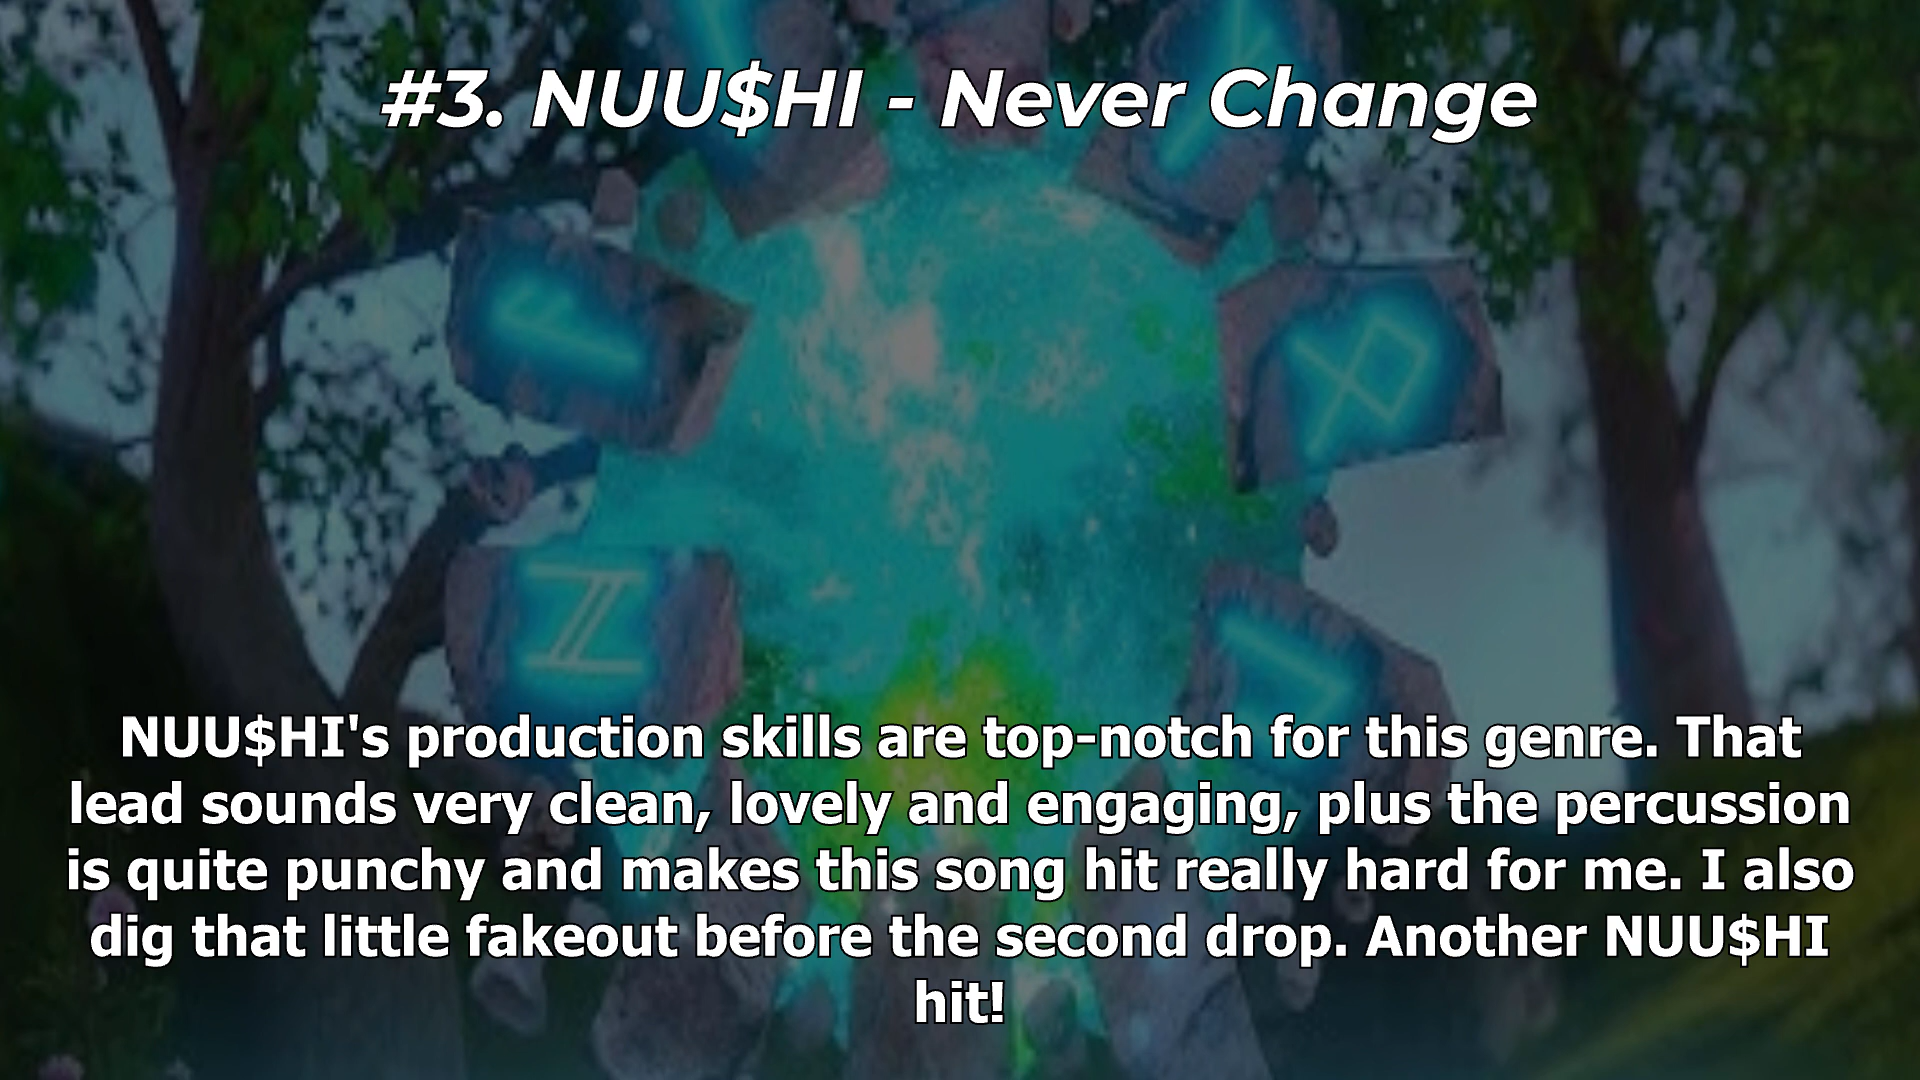 #3. NUU$HI - Never Change
NUU$HI's production skills are top-notch for this genre. That
lead sounds very clean, lovely and engaging, plus the percussion
is quite punchy and makes this song hit really hard for me. I also
dig that little fakeout before the second drop. Another NUU$HI
hit!